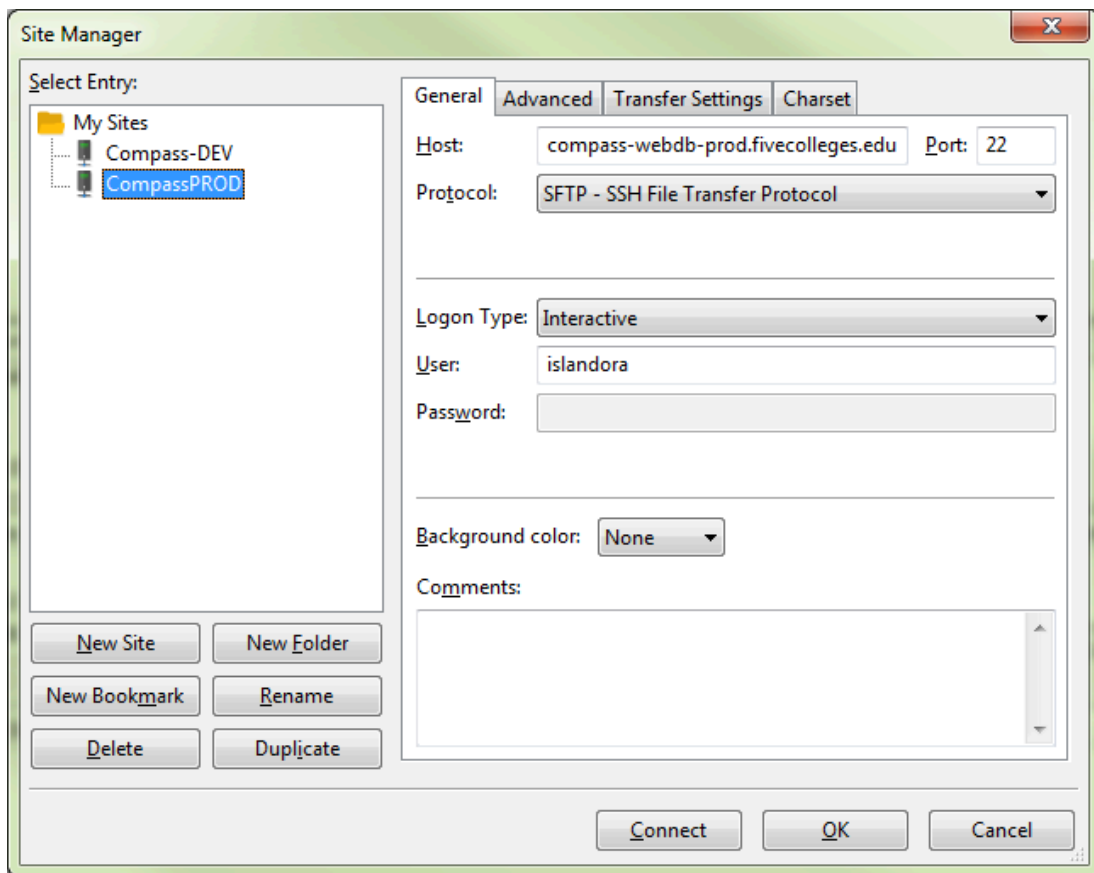 Site Manager
Select Entry:
My Sites
Compass-DEV
CompassPROD
New Site
New Folder
New Bookmark
Rename
Delete
Duplicate
General
Advanced
Transfer Settings
Charset
Host:
compass-webdb-prod.fivecolleges.edu
Port:
22
Protocol:
SFTP - SSH File Transfer Protocol
Logon Type:
Interactive
User:
islandora
Password:
Background color:
None
Comments:
Connect
OK
Cancel